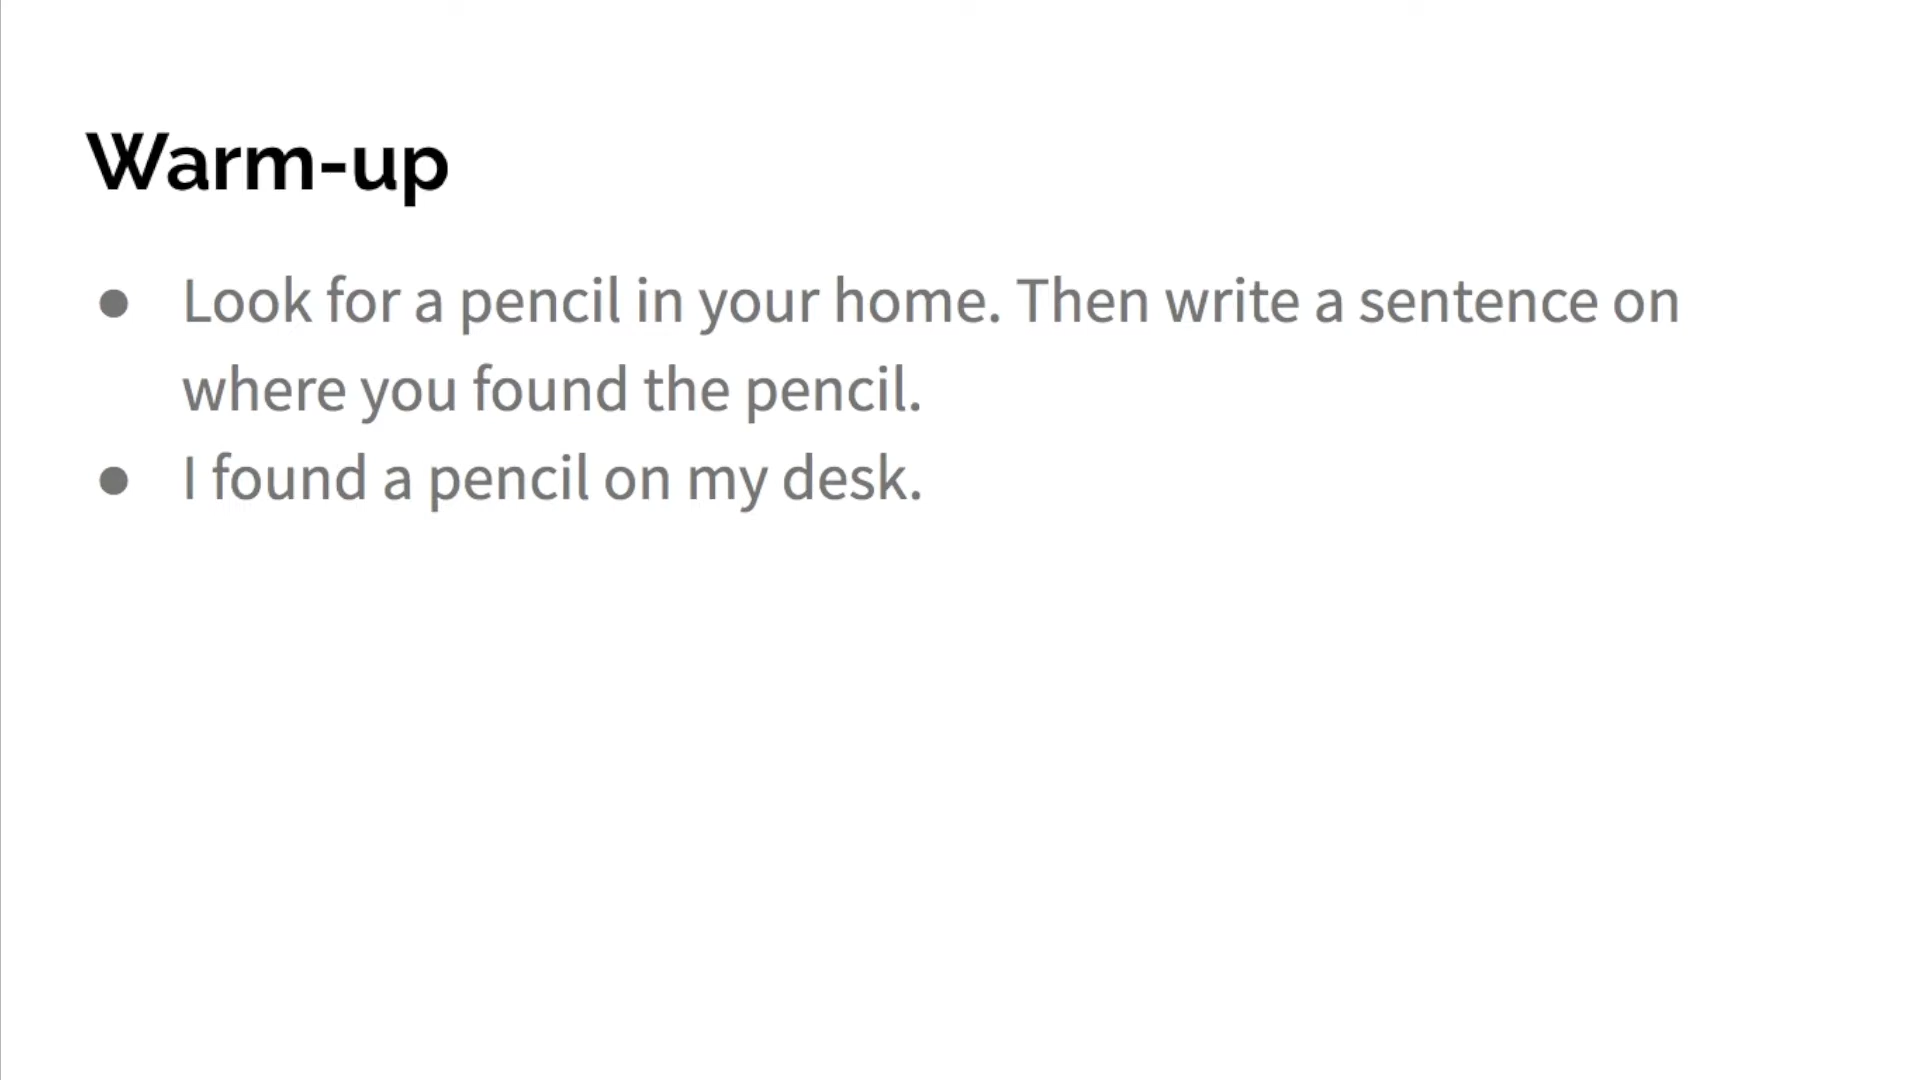 Warm-up
● Look for a pencil in your home. Then write a sentence on
where you found the pencil.
● I found a pencil on my desk.